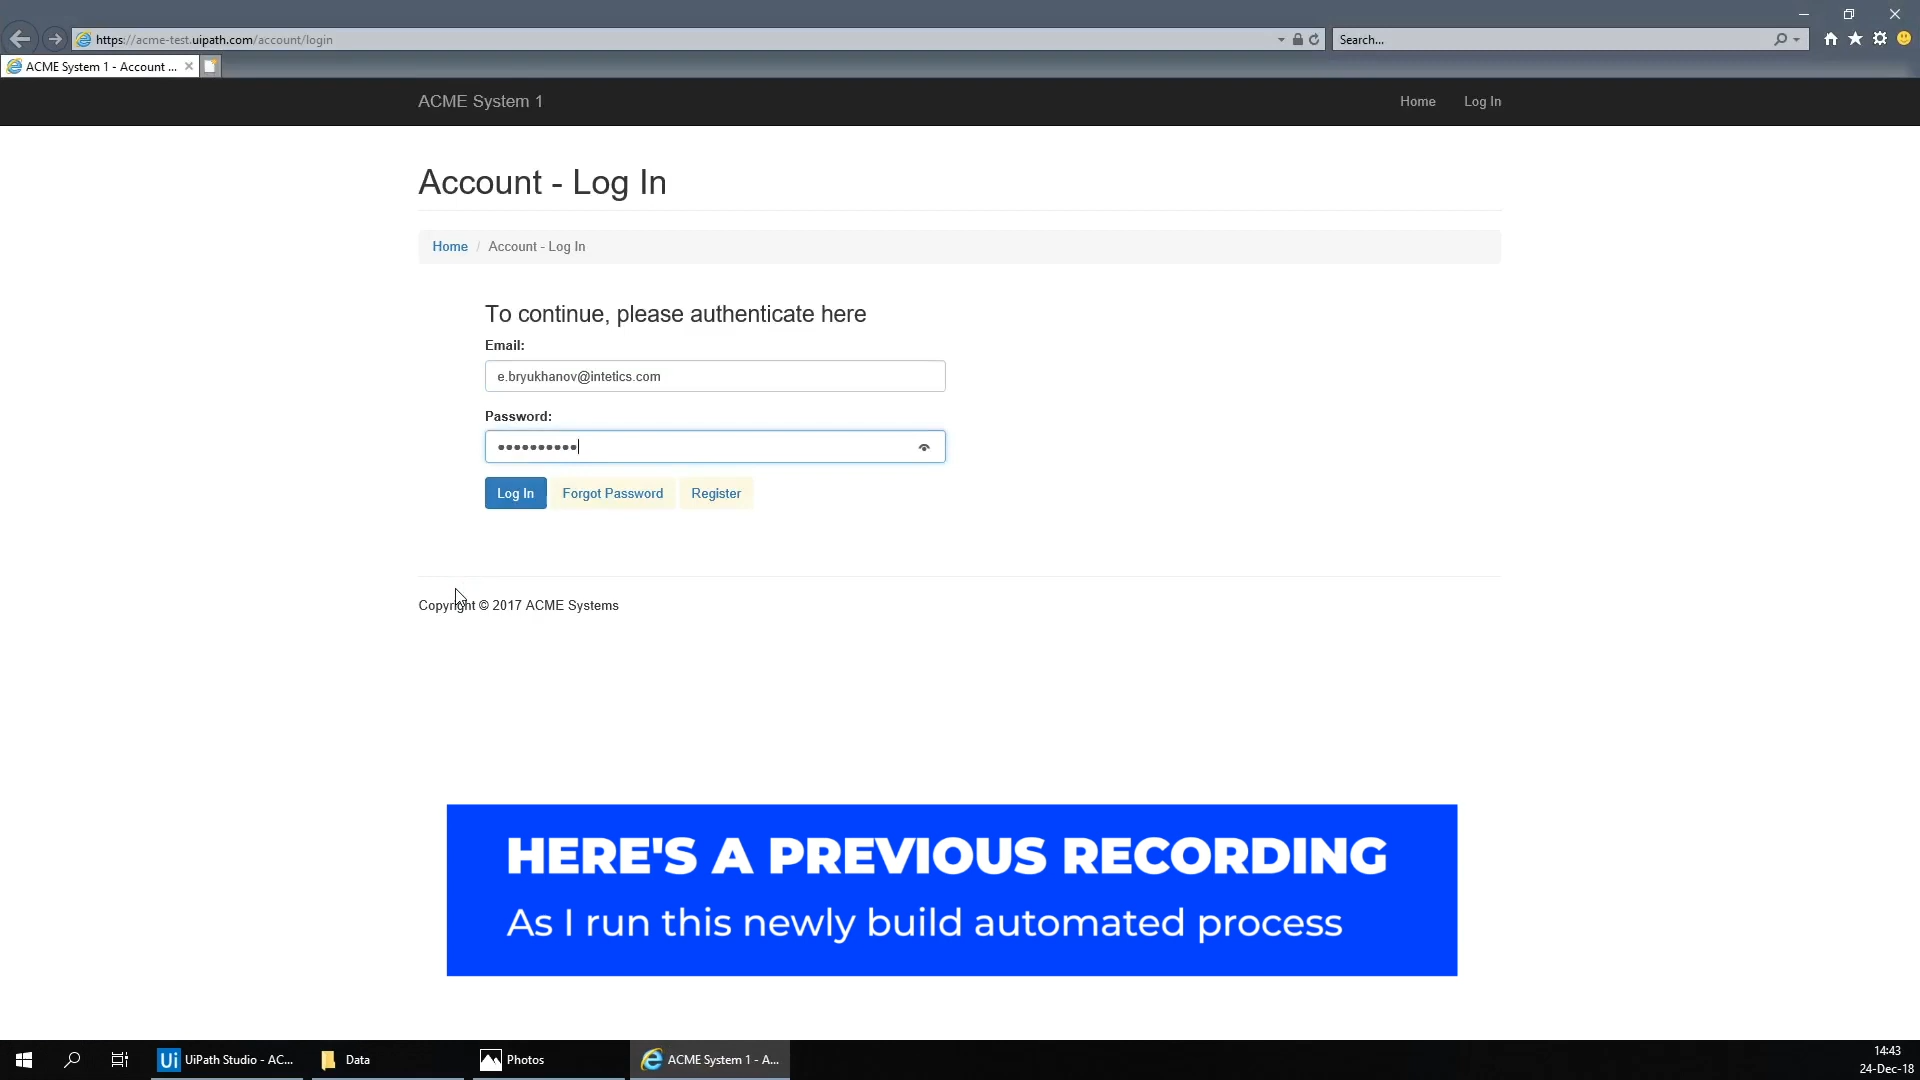 https://acme-test.uipath.com/account/login
Search...
ACME System 1 - Account ...
ACME System 1
Home
Log In
Account - Log In
Home / Account - Log In
To continue, please authenticate here
Email:
e.bryukhanov@intetics.com
Password:
••••••••••
Log In
Forgot Password
Register
Copyright © 2017 ACME Systems
HERE'S A PREVIOUS RECORDING
As I run this newly build automated process
Ui
UiPath Studio - AC...
Data
Photos
ACME System 1 - A...
14:43
24-Dec-18